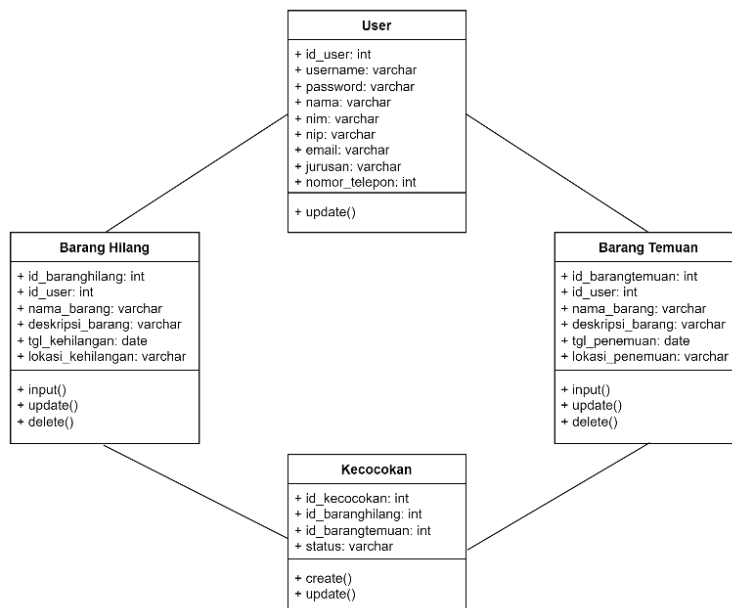 User
+ id_user: int
+ username: varchar
+ password: varchar
+ nama: varchar
+ nim: varchar
+ nip: varchar
+ email: varchar
+ jurusan: varchar
+ nomor_telepon: int
+ update()
Barang Hilang
+ id_baranghilang: int
+ id_user: int
+ nama_barang: varchar
+ deskripsi_barang: varchar
+ tgl_kehilangan: date
+ lokasi_kehilangan: varchar
+ input()
+ update()
+ delete()
Barang Temuan
+ id_barangtemuan: int
+ id_user: int
+ nama_barang: varchar
+ deskripsi_barang: varchar
+ tgl_penemuan: date
+ lokasi_penemuan: varchar
+ input()
+ update()
+ delete()
Kecocokan
+ id_kecocokan: int
+ id_baranghilang: int
+ id_barangtemuan: int
+ status: varchar
+ create()
+ update()